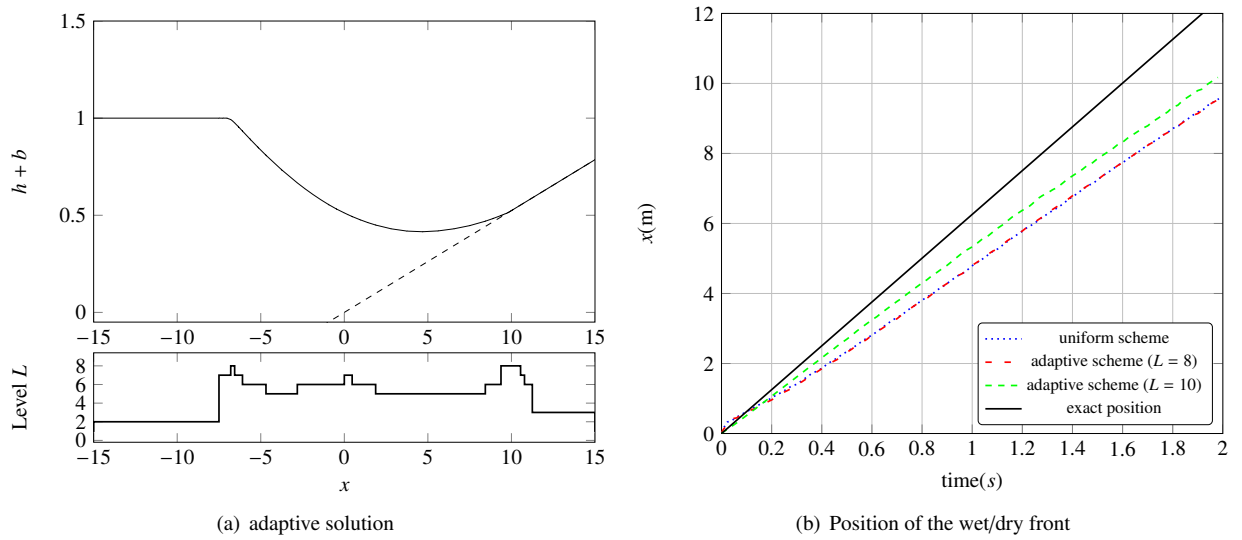 1.5
1
0.5
0
h + b
−15 −10 −5 0 5 10 15
8
6
4
2
0
Level L
−15 −10 −5 0 5 10 15
x
(a) adaptive solution
12
10
8
6
4
2
0
x(m)
uniform scheme
adaptive scheme (L = 8)
adaptive scheme (L = 10)
exact position
0 0.2 0.4 0.6 0.8 1.0 1.2 1.4 1.6 1.8 2
time(s)
(b) Position of the wet/dry front